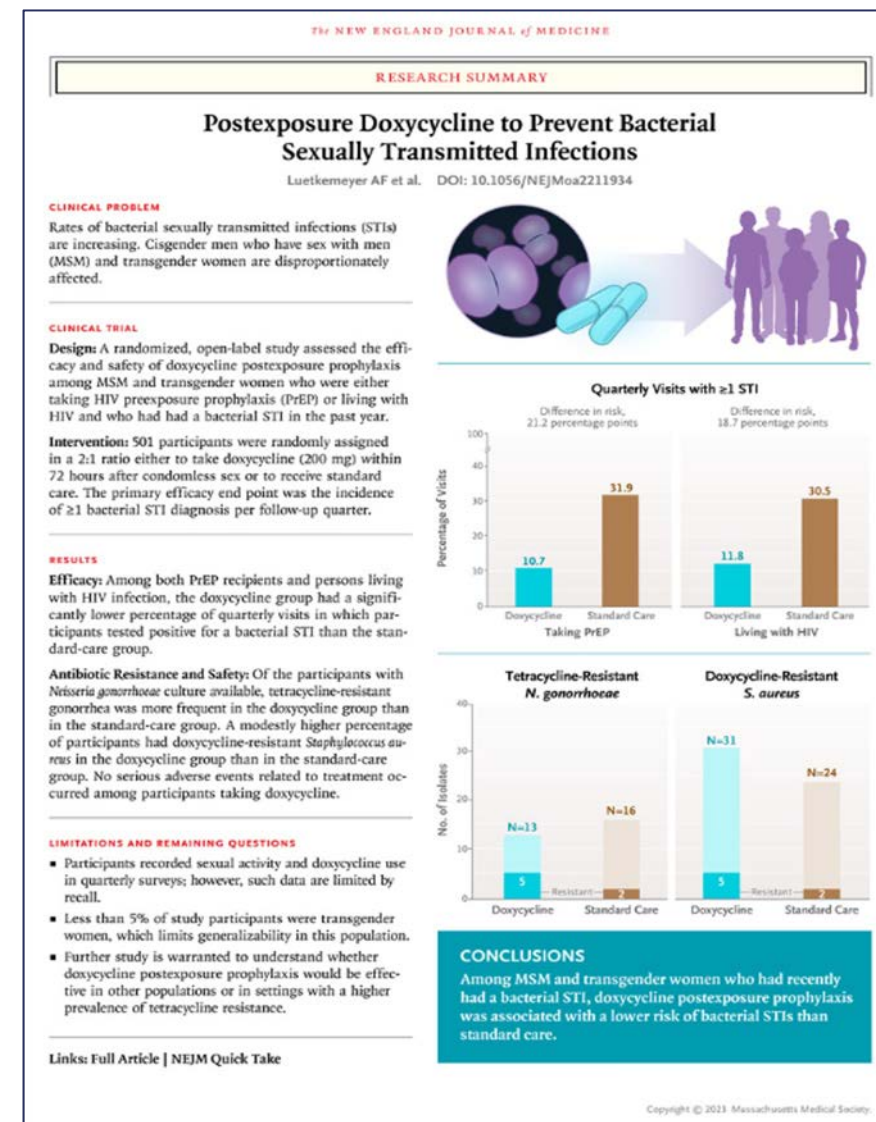 The NEW ENGLAND JOURNAL of MEDICINE
RESEARCH SUMMARY
Postexposure Doxycycline to Prevent Bacterial
Sexually Transmitted Infections
Luetkemeyer AF et al. DOI: 10.1056/NEJMoa2211934
CLINICAL PROBLEM
Rates of bacterial sexually transmitted infections (STIs)
are increasing. Cisgender men who have sex with men
(MSM) and transgender women are disproportionately
affected.
CLINICAL TRIAL
Design: A randomized, open-label study assessed the effi-
cacy and safety of doxycycline postexposure prophylaxis
among MSM and transgender women who were either
taking HIV preexposure prophylaxis (PrEP) or living with
HIV and who had had a bacterial STI in the past year.
Intervention: 501 participants were randomly assigned
in a 2:1 ratio either to take doxycycline (200 mg) within
72 hours after condomless sex or to receive standard
care. The primary efficacy end point was the incidence
of ≥1 bacterial STI diagnosis per follow-up quarter.
RESULTS
Efficacy: Among both PrEP recipients and persons living
with HIV infection, the doxycycline group had a signifi-
cantly lower percentage of quarterly visits in which par-
ticipants tested positive for a bacterial STI than the stan-
dard-care group.
Antibiotic Resistance and Safety: Of the participants with
Neisseria gonorrhoeae culture available, tetracycline-resistant
gonorrhea was more frequent in the doxycycline group than
in the standard-care group. A modestly higher percentage
of participants had doxycycline-resistant Staphylococcus au-
reus in the doxycycline group than in the standard-care
group. No serious adverse events related to treatment oc-
curred among participants taking doxycycline.
LIMITATIONS AND REMAINING QUESTIONS
▪ Participants recorded sexual activity and doxycycline use
in quarterly surveys; however, such data are limited by
recall.
▪ Less than 5% of study participants were transgender
women, which limits generalizability in this population.
▪ Further study is warranted to understand whether
doxycycline postexposure prophylaxis would be effec-
tive in other populations or in settings with a higher
prevalence of tetracycline resistance.
Links: Full Article | NEJM Quick Take
Quarterly Visits with ≥1 STI
Difference in risk,
21.2 percentage points
Difference in risk,
18.7 percentage points
Percentage of Visits
100
40
30
20
10
0
10.7
31.9
11.8
30.5
Doxycycline Standard Care Doxycycline Standard Care
Taking PrEP Living with HIV
Tetracycline-Resistant
N. gonorrhoeae
Doxycycline-Resistant
S. aureus
No. of Isolates
40
30
20
10
0
N=13
N=16
N=31
N=24
5 Resistant 2 5 Resistant 2
Doxycycline Standard Care Doxycycline Standard Care
CONCLUSIONS
Among MSM and transgender women who had recently
had a bacterial STI, doxycycline postexposure prophylaxis
was associated with a lower risk of bacterial STIs than
standard care.
Copyright © 2023 Massachusetts Medical Society.